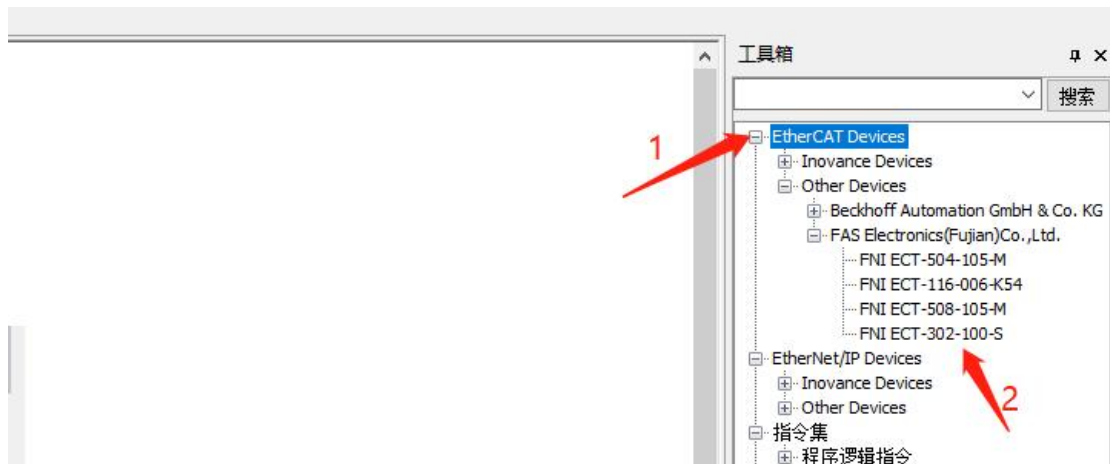 工具箱
搜索
1
EtherCAT Devices
Inovance Devices
Other Devices
Beckhoff Automation GmbH & Co. KG
FAS Electronics(Fujian)Co.,Ltd.
FNI ECT-504-105-M
FNI ECT-116-006-K54
FNI ECT-508-105-M
FNI ECT-302-100-S
EtherNet/IP Devices
Inovance Devices
Other Devices
2
指令集
程序逻辑指令